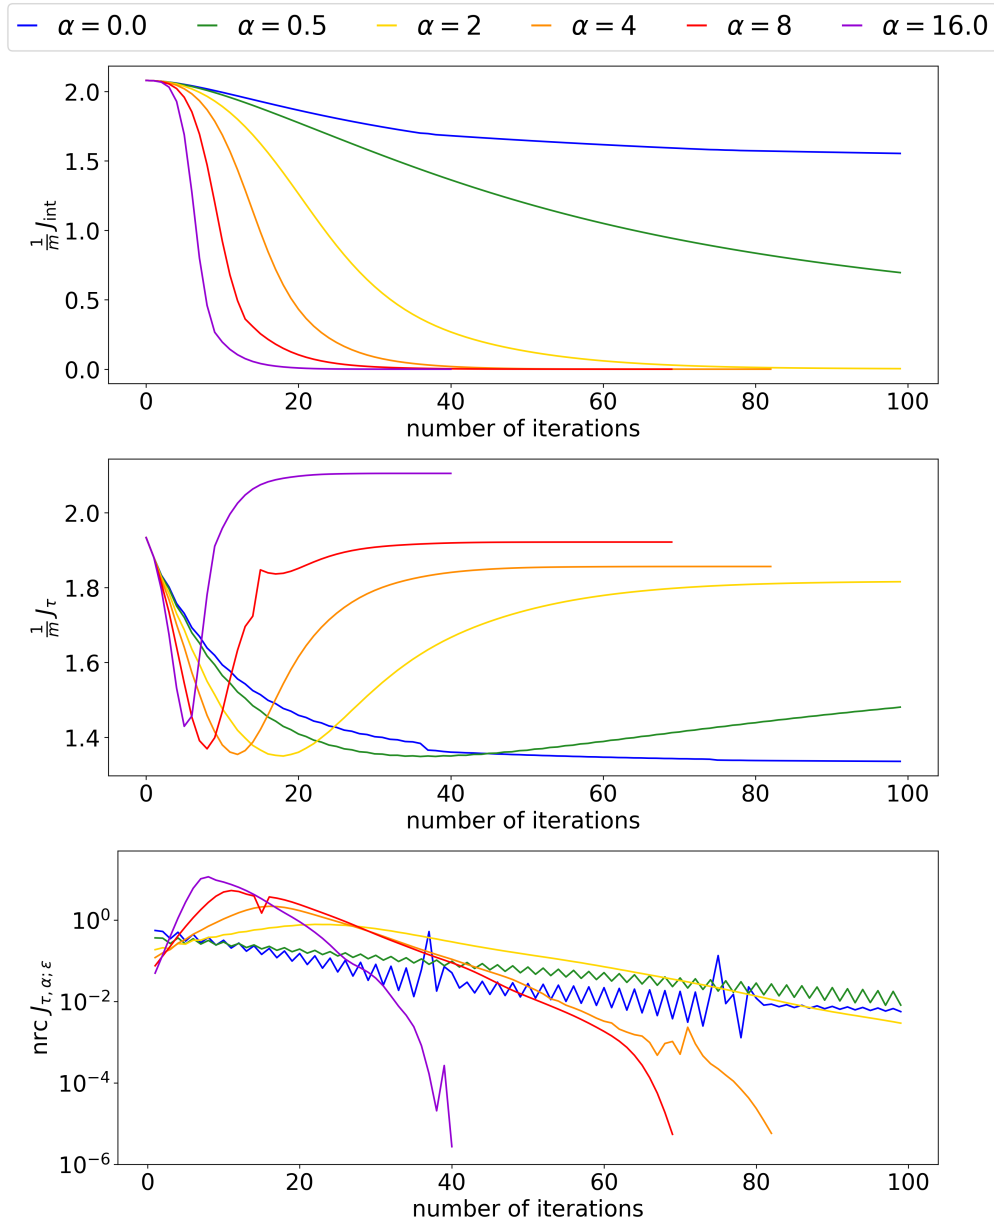 α = 0.0 α = 0.5 α = 2 α = 4 α = 8 α = 16.0
1/m J_int
2.0
1.5
1.0
0.5
0.0
0 20 40 60 80 100
number of iterations
1/m J_τ
2.0
1.8
1.6
1.4
0 20 40 60 80 100
number of iterations
nrc J_τ, α; ε
10^0
10^−2
10^−4
10^−6
0 20 40 60 80 100
number of iterations